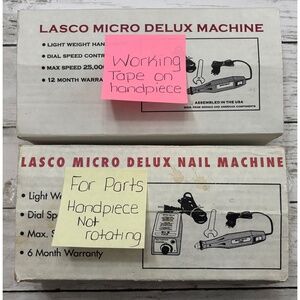 LASCO MICRO DELUX MACHINE
• LIGHT WEIGHT HAN
• DIAL SPEED CONTR
• MAX SPEED 25,00
• 12 MONTH WARRA
Working
Tape on
handpiece
ASSEMBLED IN THE USA
LASCO MICRO DELUX NAIL MACHINE
• Light We
• Dial Sp
• Max. S
• 6 Month Warranty
For Parts
Handpiece
Not
rotating